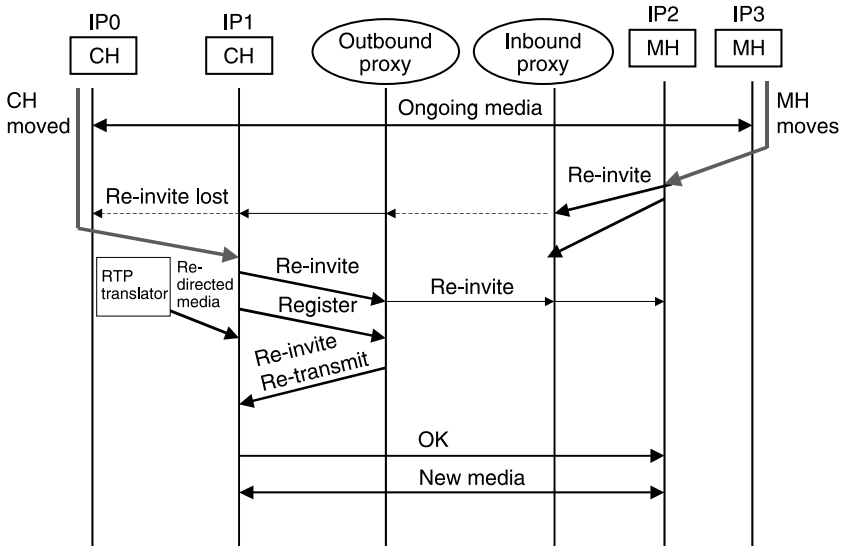 IP0
IP1
IP2
IP3
CH
CH
Outbound
proxy
Inbound
proxy
MH
MH
CH
moved
Ongoing media
MH
moves
Re-invite
Re-invite lost
RTP
translator
Re-
directed
media
Re-invite
Re-invite
Register
Re-invite
Re-transmit
OK
New media